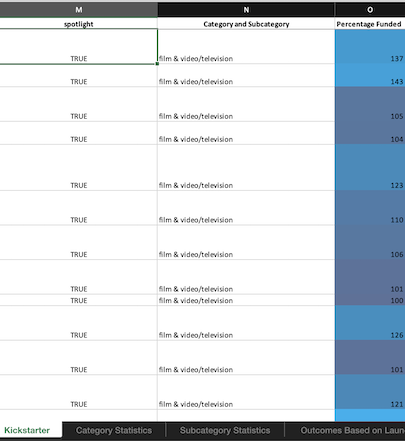 M N O
spotlight Category and Subcategory Percentage Funded
TRUE film & video/television 137
TRUE film & video/television 143
TRUE film & video/television 105
TRUE film & video/television 104
TRUE film & video/television 123
TRUE film & video/television 110
TRUE film & video/television 106
TRUE film & video/television 101
TRUE film & video/television 100
TRUE film & video/television 126
TRUE film & video/television 101
TRUE film & video/television 121
Kickstarter Category Statistics Subcategory Statistics Outcomes Based on Laun